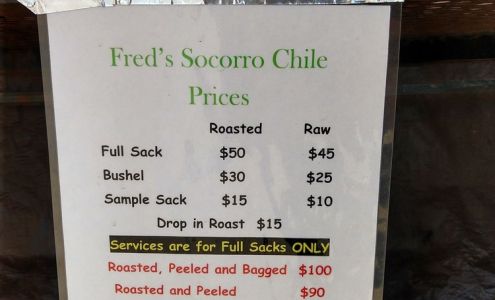 Fred's Socorro Chile
Prices
Roasted Raw
Full Sack $50 $45
Bushel $30 $25
Sample Sack $15 $10
Drop in Roast $15
Services are for Full Sacks ONLY
Roasted, Peeled and Bagged $100
Roasted and Peeled $90